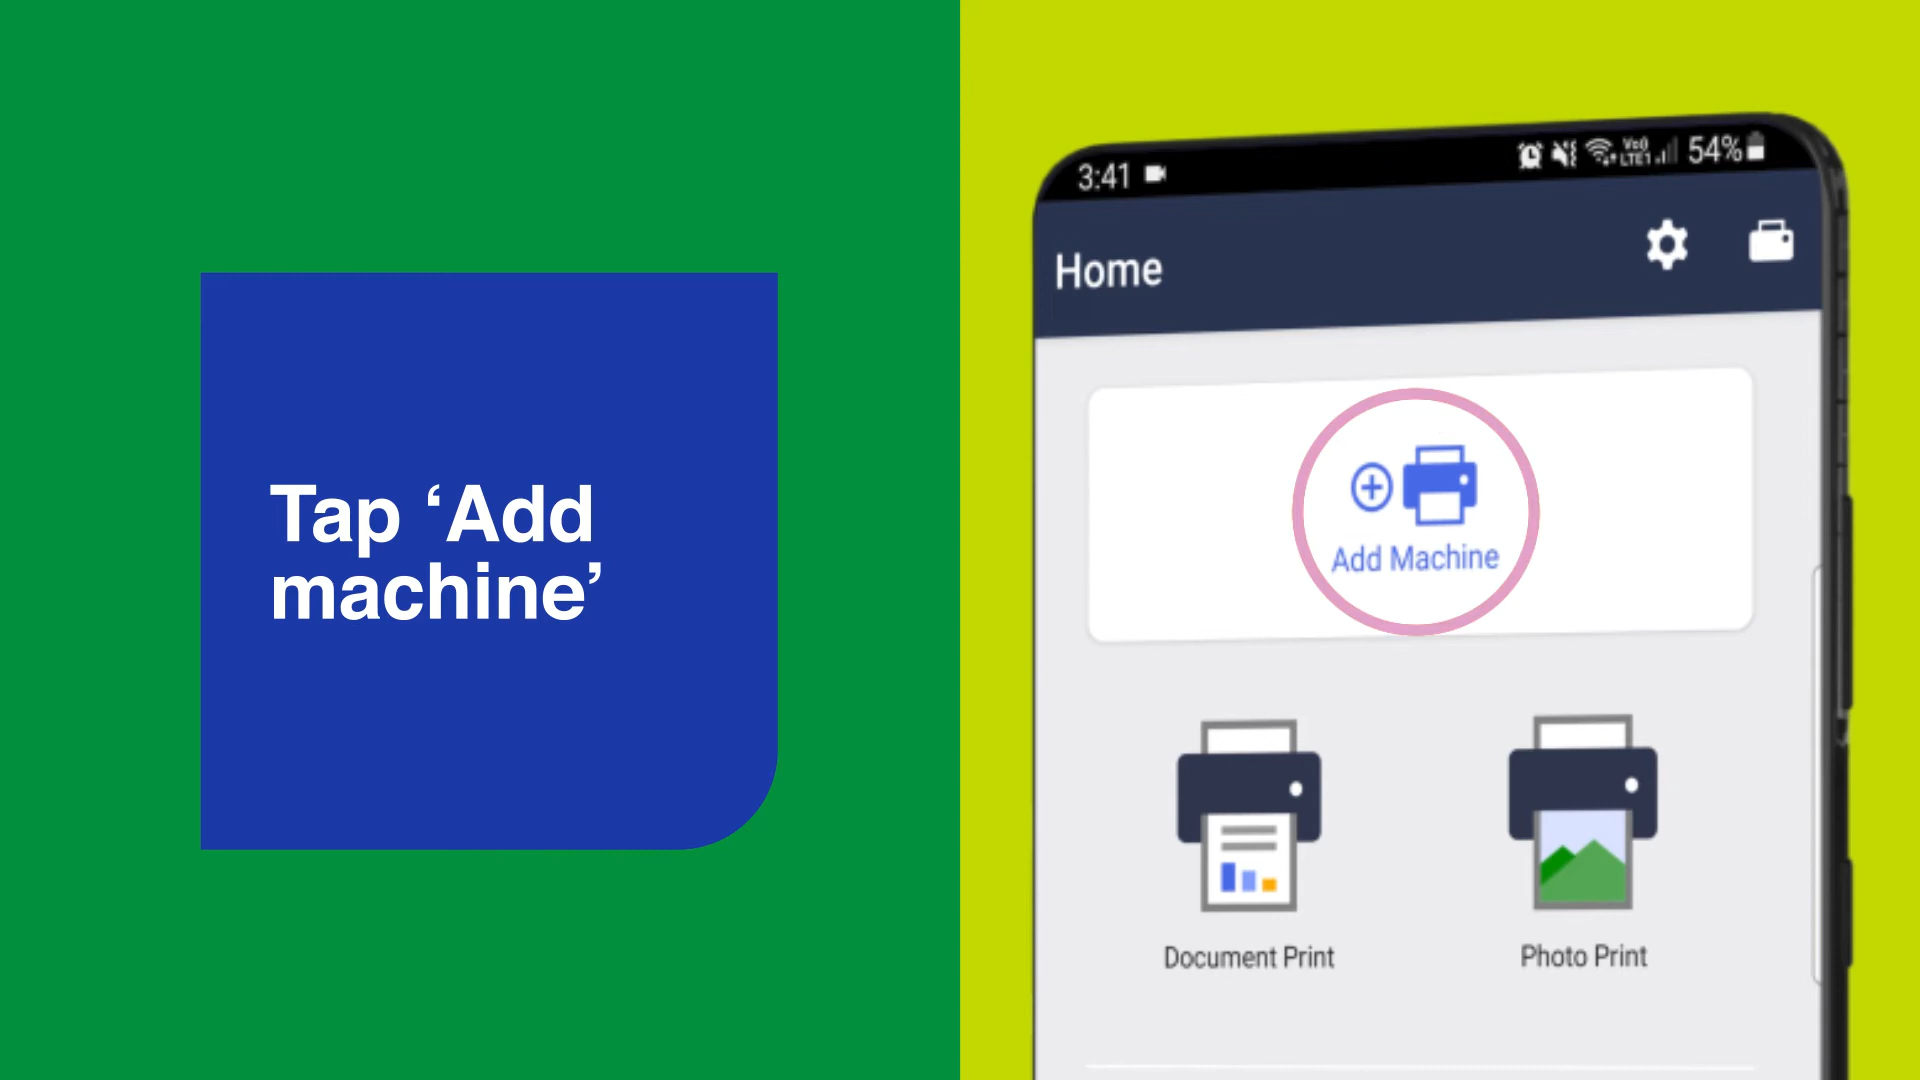 Tap ‘Add
machine’
3:41
54%
Home
Add Machine
Document Print
Photo Print